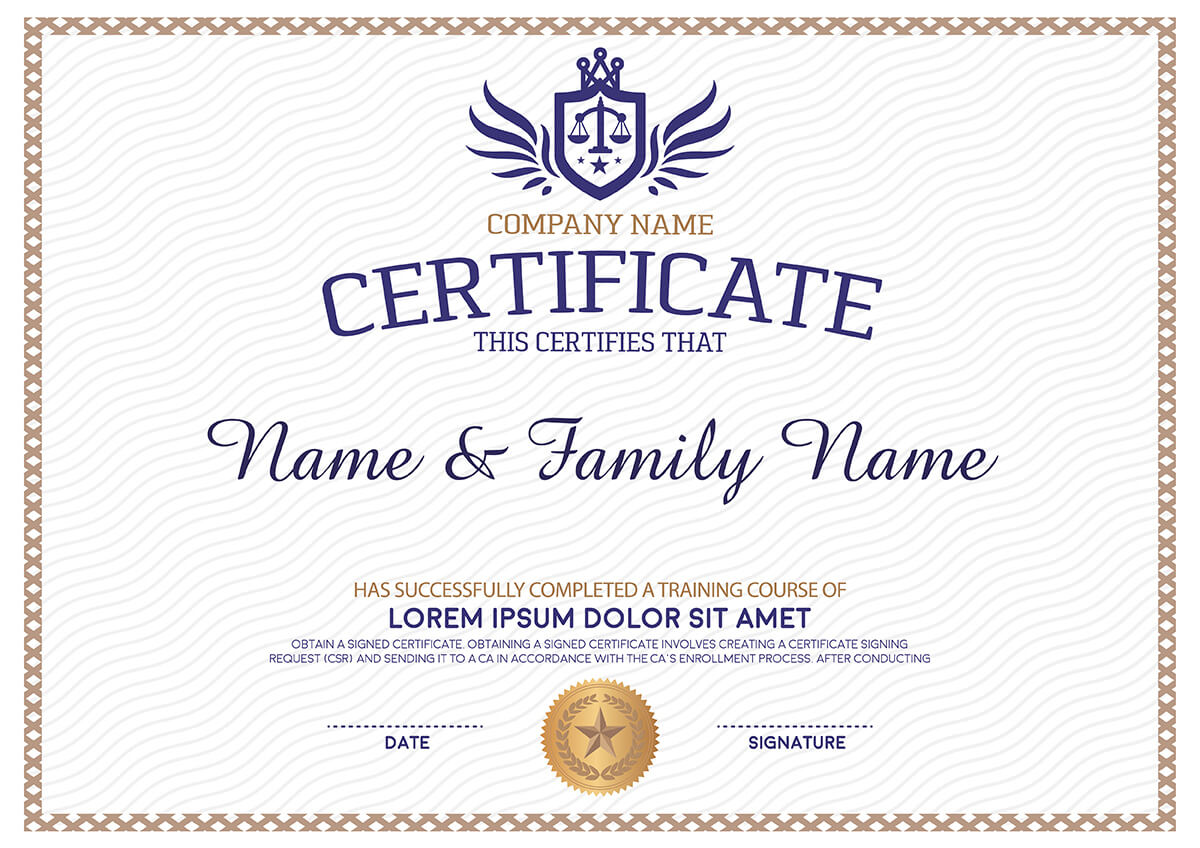 COMPANY NAME
CERTIFICATE
THIS CERTIFIES THAT
Name & Family Name
HAS SUCCESSFULLY COMPLETED A TRAINING COURSE OF
LOREM IPSUM DOLOR SIT AMET
OBTAIN A SIGNED CERTIFICATE. OBTAINING A SIGNED CERTIFICATE INVOLVES CREATING A CERTIFICATE SIGNING
REQUEST (CSR) AND SENDING IT TO A CA IN ACCORDANCE WITH THE CA'S ENROLLMENT PROCESS. AFTER CONDUCTING
DATE
SIGNATURE